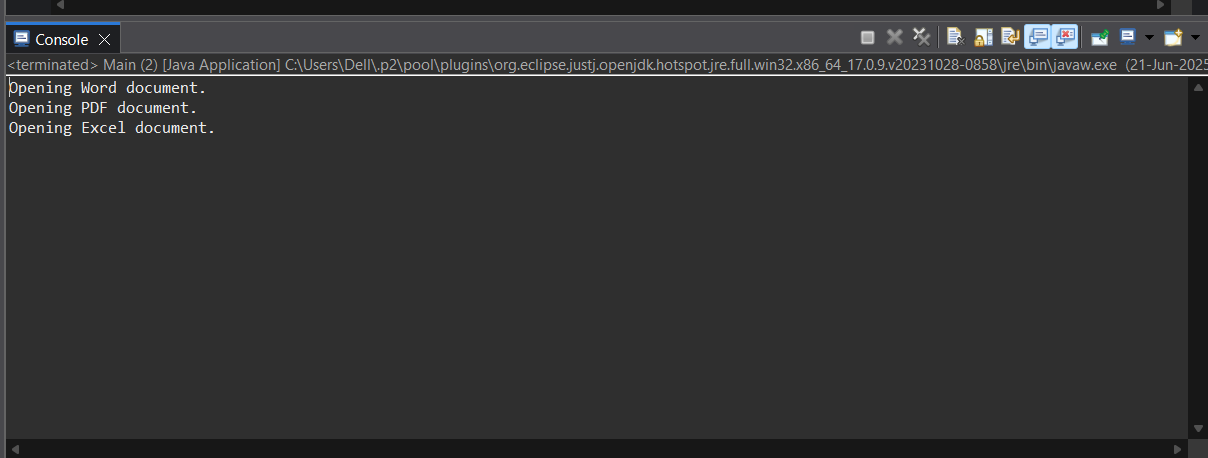 Console
<terminated> Main (2) [Java Application] C:\Users\Dell\.p2\pool\plugins\org.eclipse.justj.openjdk.hotspot.jre.full.win32.x86_64_17.0.9.v20231028-0858\jre\bin\javaw.exe (21-Jun-2025
Opening Word document.
Opening PDF document.
Opening Excel document.